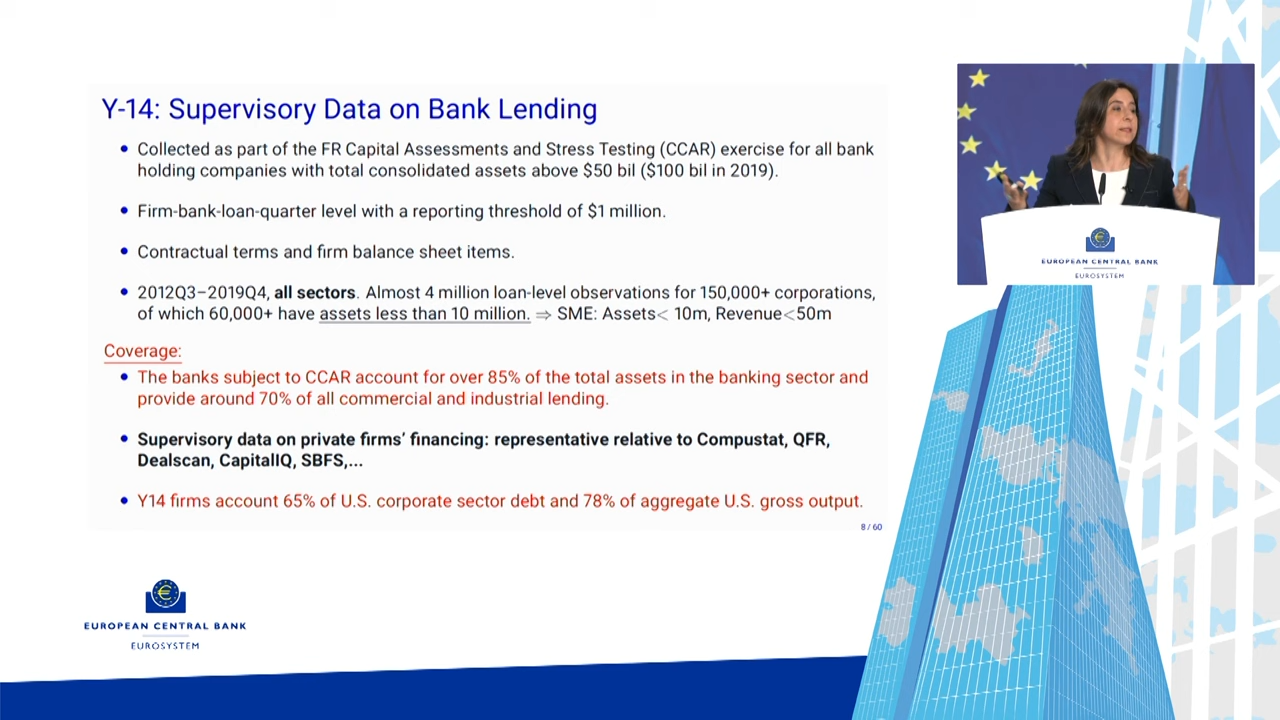 Y-14: Supervisory Data on Bank Lending
• Collected as part of the FR Capital Assessments and Stress Testing (CCAR) exercise for all bank
holding companies with total consolidated assets above $50 bil ($100 bil in 2019).
• Firm-bank-loan-quarter level with a reporting threshold of $1 million.
• Contractual terms and firm balance sheet items.
• 2012Q3–2019Q4, all sectors. Almost 4 million loan-level observations for 150,000+ corporations,
of which 60,000+ have assets less than 10 million. ⇒ SME: Assets< 10m, Revenue<50m
Coverage:
• The banks subject to CCAR account for over 85% of the total assets in the banking sector and
provide around 70% of all commercial and industrial lending.
• Supervisory data on private firms’ financing: representative relative to Compustat, QFR,
Dealscan, CapitalIQ, SBFS,...
• Y14 firms account 65% of U.S. corporate sector debt and 78% of aggregate U.S. gross output.
8 / 60
EUROPEAN CENTRAL BANK
EUROSYSTEM
EUROPEAN CENTRAL BANK
EUROSYSTEM